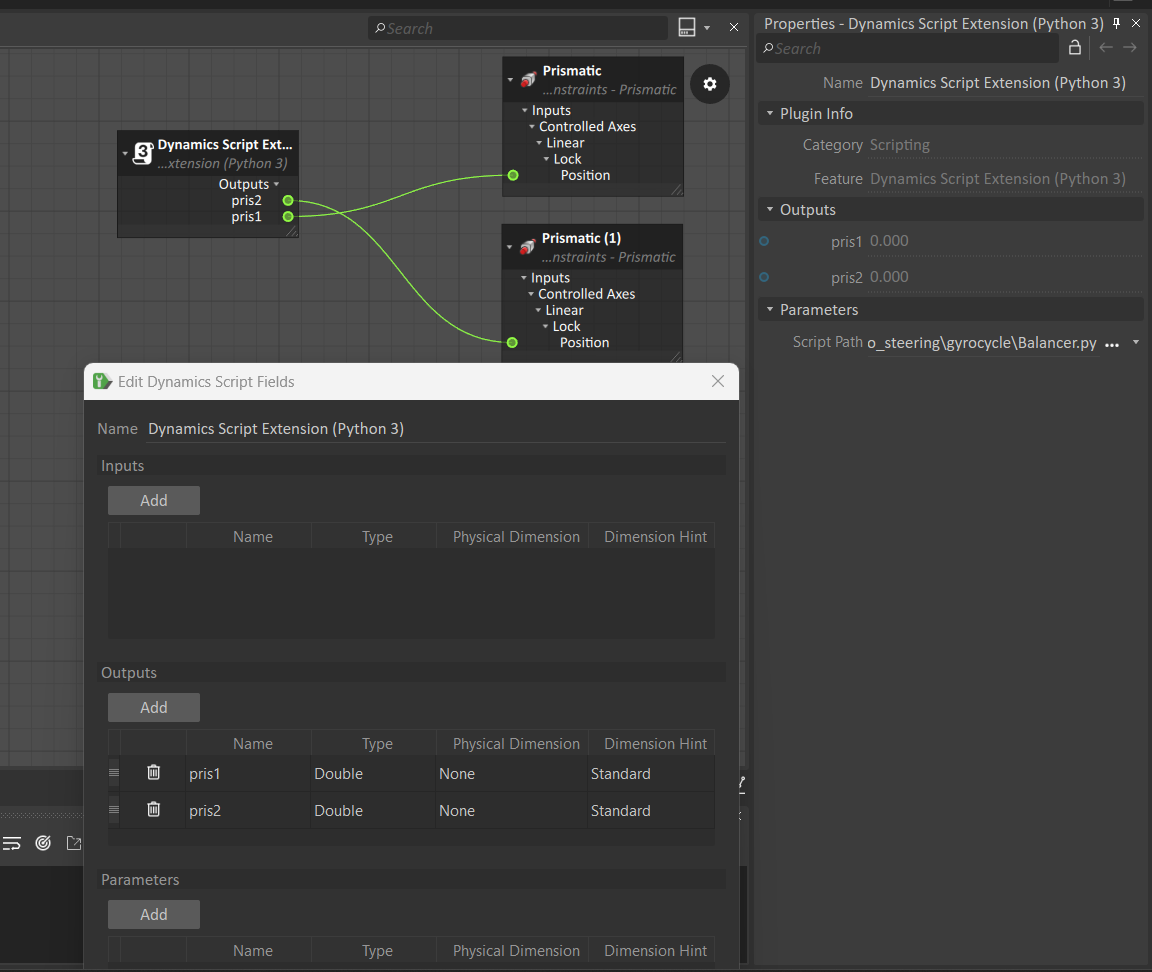 Search
Properties - Dynamics Script Extension (Python 3)
Search
Name Dynamics Script Extension (Python 3)
Plugin Info
Category Scripting
Feature Dynamics Script Extension (Python 3)
Outputs
pris1 0.000
pris2 0.000
Parameters
Script Path o_steering\gyrocycle\Balancer.py ...
3
Dynamics Script Ext...
...xtension (Python 3)
Outputs
pris2
pris1
Prismatic
...nstraints - Prismatic
Inputs
Controlled Axes
Linear
Lock
Position
Prismatic (1)
...nstraints - Prismatic
Inputs
Controlled Axes
Linear
Lock
Position
Edit Dynamics Script Fields
Name Dynamics Script Extension (Python 3)
Inputs
Add
Name Type Physical Dimension Dimension Hint
Outputs
Add
Name Type Physical Dimension Dimension Hint
pris1 Double None Standard
pris2 Double None Standard
Parameters
Add
Name Type Physical Dimension Dimension Hint